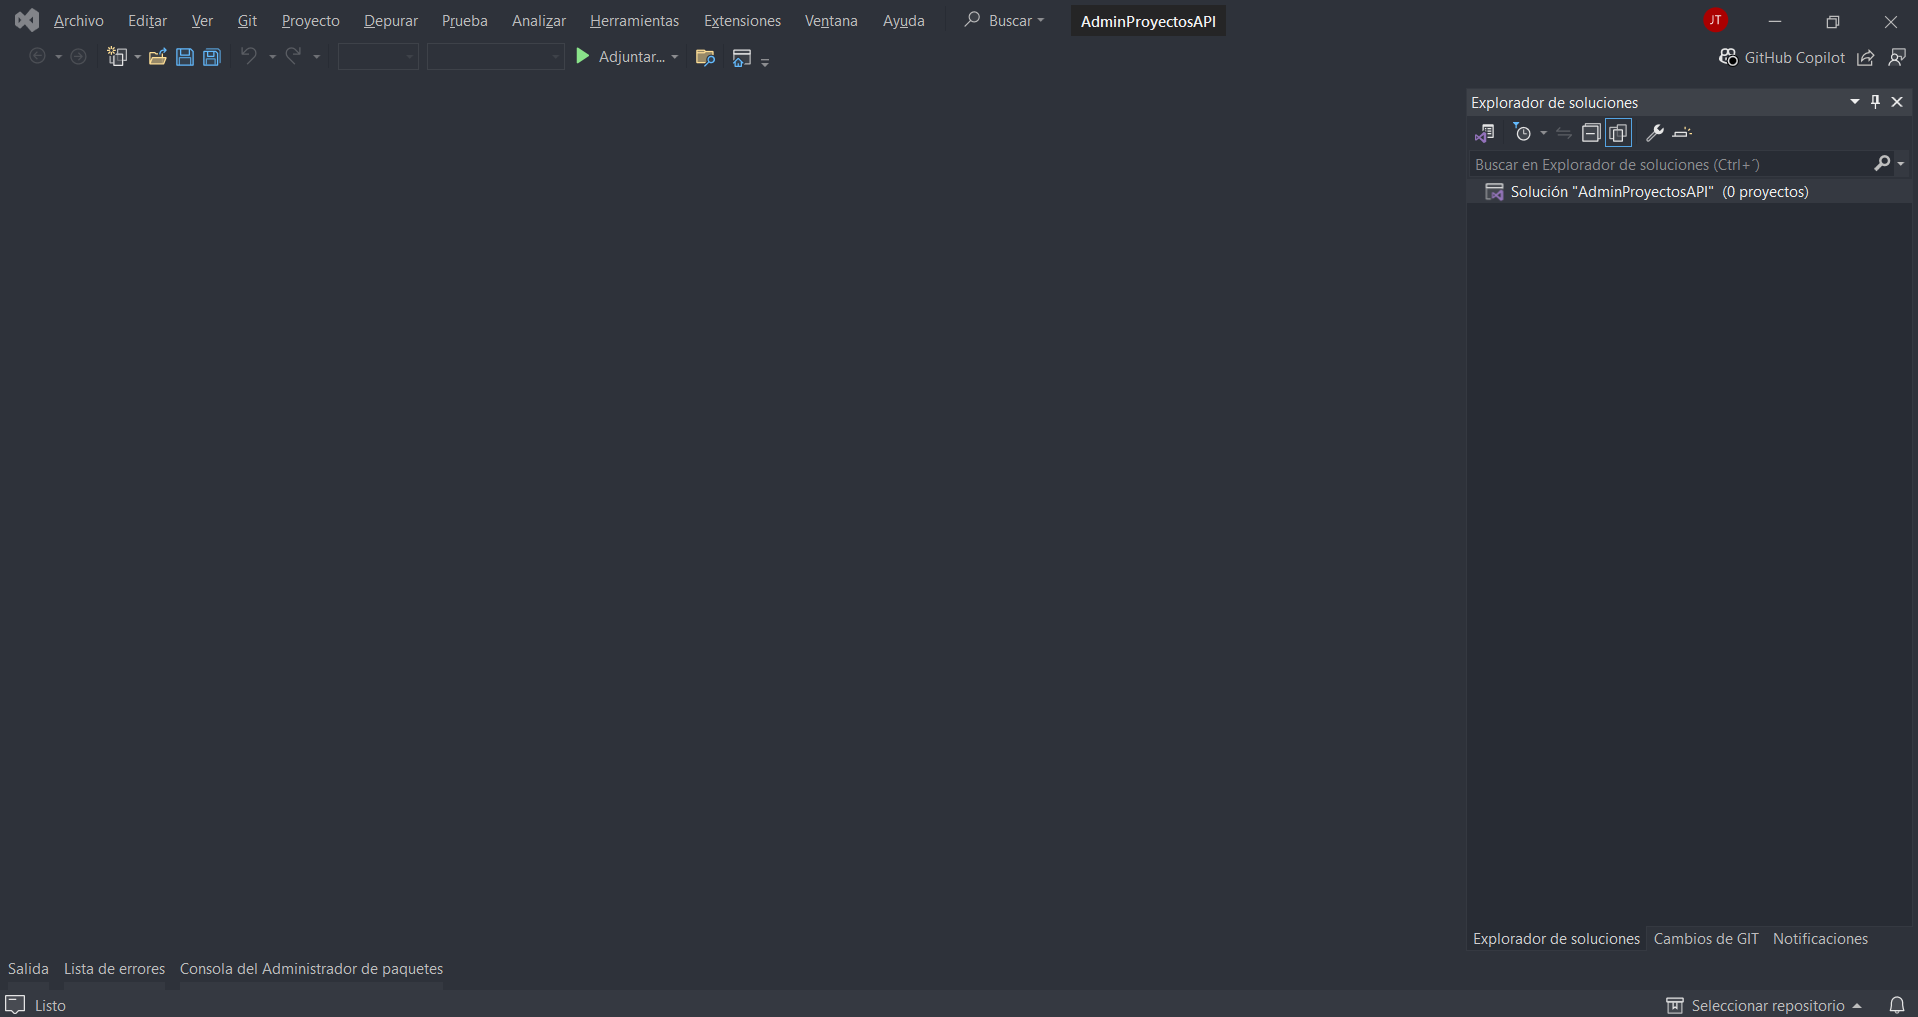 Archivo Editar Ver Git Proyecto Depurar Prueba Analizar Herramientas Extensiones Ventana Ayuda Buscar AdminProyectosAPI JT
Adjuntar... GitHub Copilot
Explorador de soluciones
Buscar en Explorador de soluciones (Ctrl+´)
Solución "AdminProyectosAPI" (0 proyectos)
Explorador de soluciones Cambios de GIT Notificaciones
Salida Lista de errores Consola del Administrador de paquetes
Listo Seleccionar repositorio